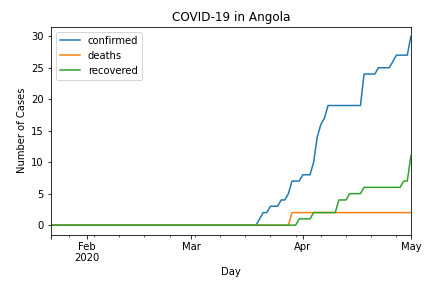 COVID-19 in Angola
confirmed
deaths
recovered
Number of Cases
30
25
20
15
10
5
0
Feb
2020
Mar
Apr
May
Day